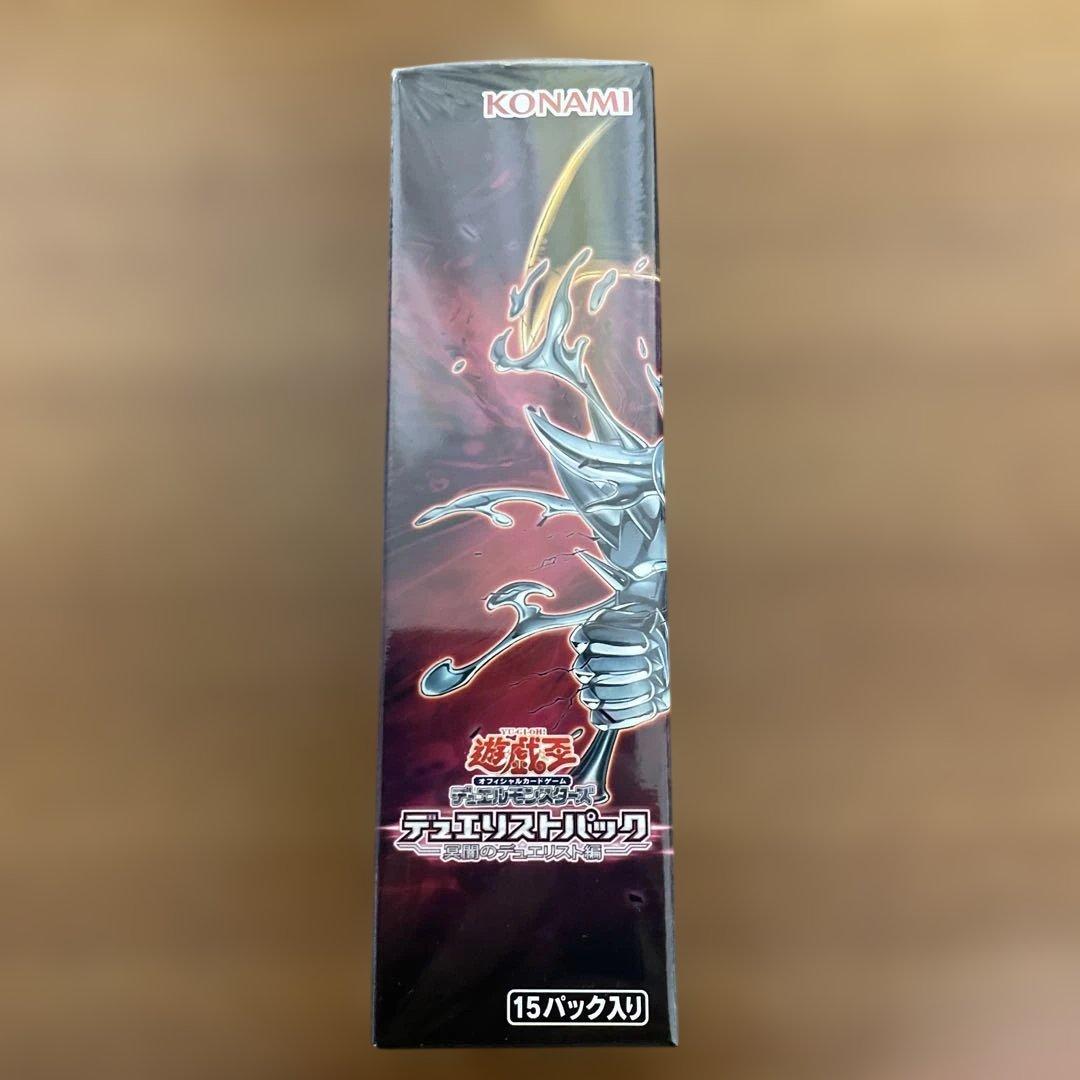 KONAMI
YU-GI-OH!
遊戯王
オフィシャルカードゲーム
デュエルモンスターズ
デュエリストパック
冥闇のデュエリスト編
15パック入り